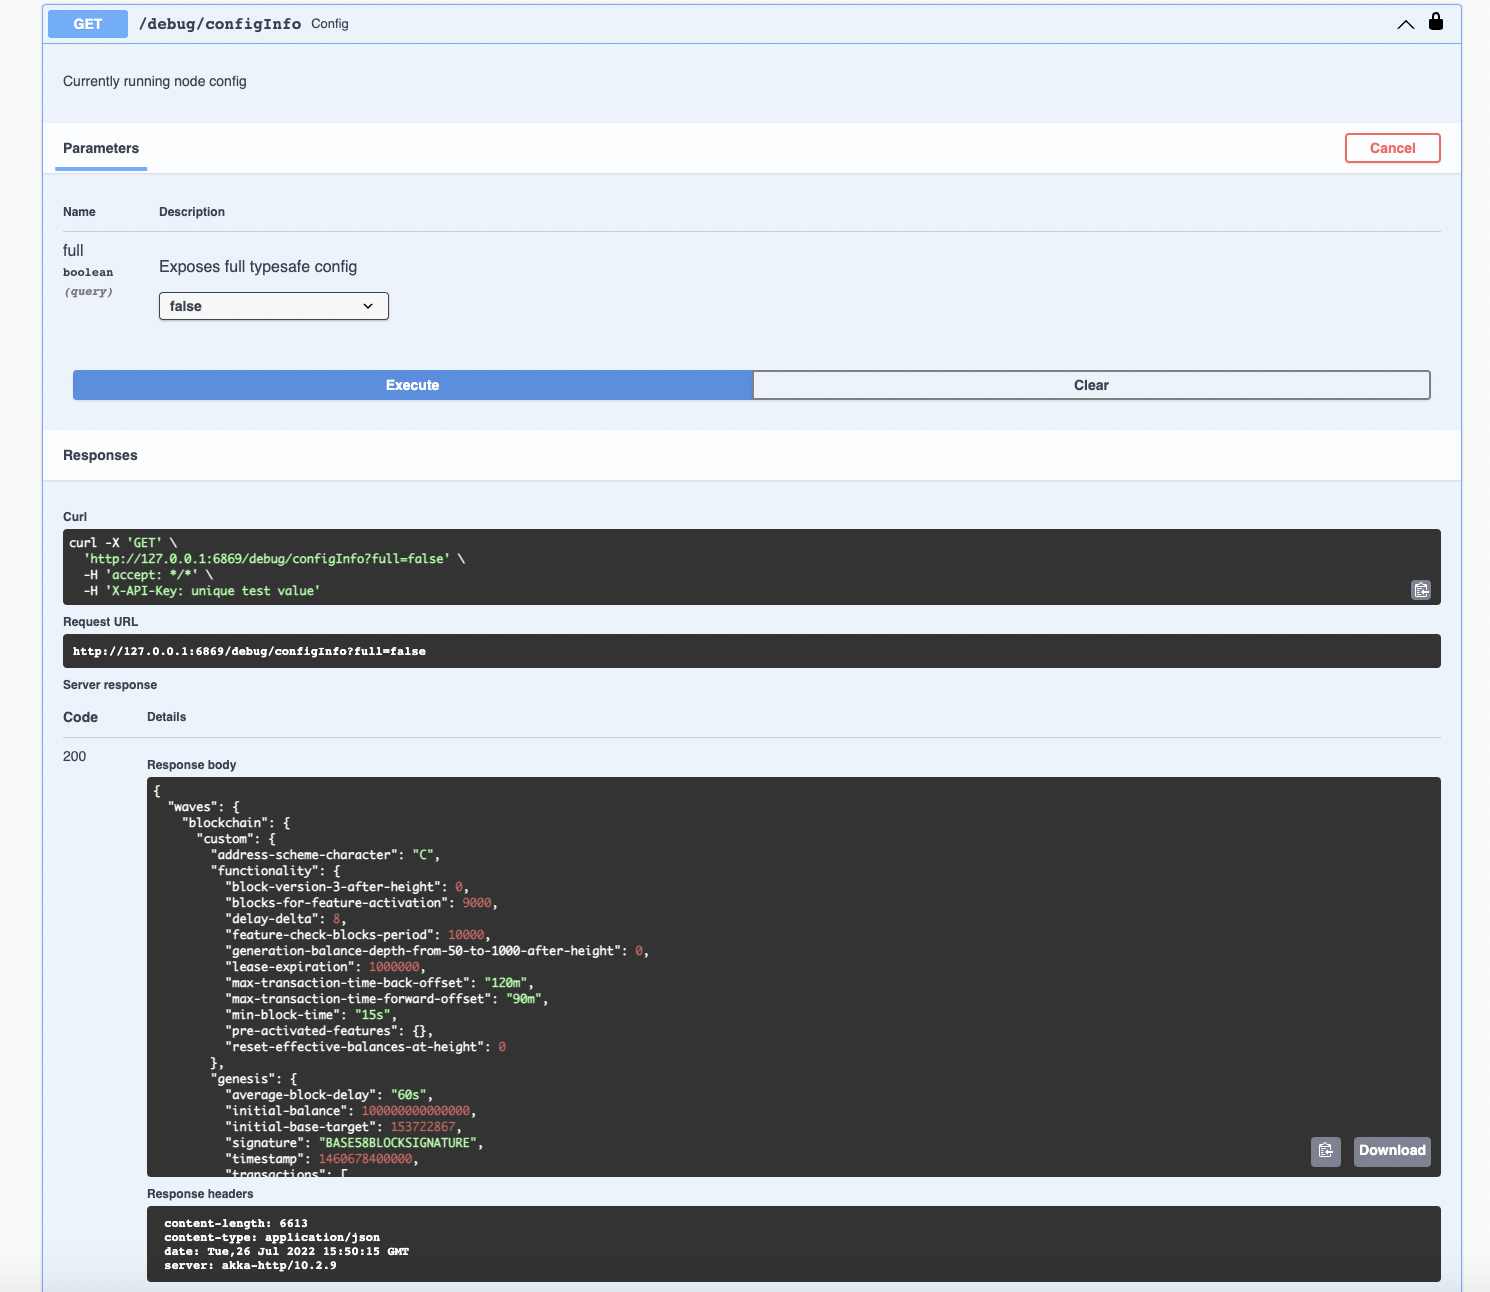 GET /debug/configInfo Config
Currently running node config
Parameters
Cancel
Name Description
full
boolean
(query)
Exposes full typesafe config
false
Execute Clear
Responses
Curl
curl -X 'GET' \
'http://127.0.0.1:6869/debug/configInfo?full=false' \
-H 'accept: */*' \
-H 'X-API-Key: unique test value'
Request URL
http://127.0.0.1:6869/debug/configInfo?full=false
Server response
Code Details
200
Response body
{
"waves": {
"blockchain": {
"custom": {
"address-scheme-character": "C",
"functionality": {
"block-version-3-after-height": 0,
"blocks-for-feature-activation": 9000,
"delay-delta": 8,
"feature-check-blocks-period": 10000,
"generation-balance-depth-from-50-to-1000-after-height": 0,
"lease-expiration": 1000000,
"max-transaction-time-back-offset": "120m",
"max-transaction-time-forward-offset": "90m",
"min-block-time": "15s",
"pre-activated-features": {},
"reset-effective-balances-at-height": 0
},
"genesis": {
"average-block-delay": "60s",
"initial-balance": 100000000000000,
"initial-base-target": 153722867,
"signature": "BASE58BLOCKSIGNATURE",
"timestamp": 1460678400000,
"transactions": [
Download
Response headers
content-length: 6613
content-type: application/json
date: Tue,26 Jul 2022 15:50:15 GMT
server: akka-http/10.2.9